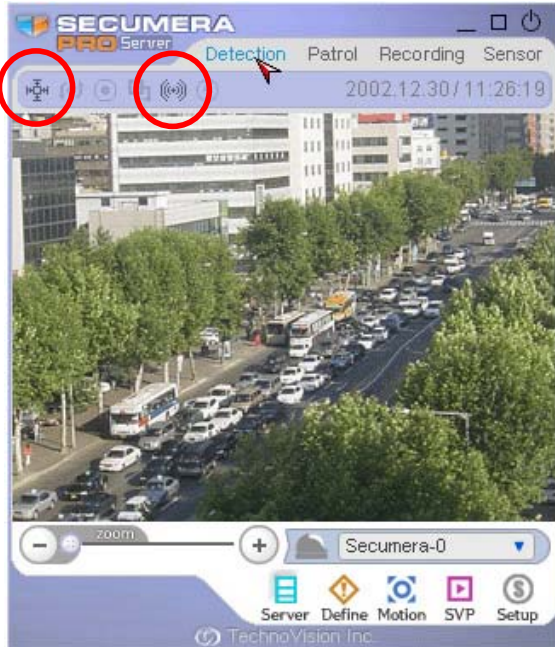 SECUMERA
PRO Server
Detection Patrol Recording Sensor
2002.12.30 / 11:26:19
zoom
Secumera-0
Server Define Motion SVP Setup
TechnoVision Inc.